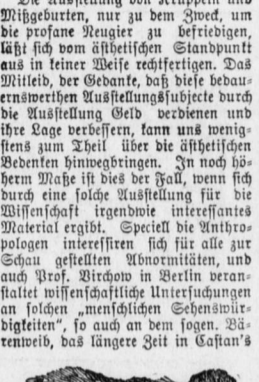 Die Ausstellung von Krüppeln und
Mißgeburten, nur zu dem Zweck, um
die profane Neugier zu befriedigen,
läßt sich vom ästhetischen Standpunkt
aus in keiner Weise rechtfertigen. Das
Mitleid, der Gedanke, daß diese bedau-
ernswerthen Ausstellungssubjecte durch
die Ausstellung Geld verdienen und
ihre Lage verbessern, kann uns wenig-
stens zum Theil über die ästhetischen
Bedenken hinwegbringen. In noch hö-
herm Maße ist dies der Fall, wenn sich
durch eine solche Ausstellung für die
Wissenschaft irgendwie interessantes
Material ergibt. Speciell die Anthro-
pologen interessiren sich für alle zur
Schau gestellten Abnormitäten, und
auch Prof. Virchow in Berlin veran-
staltet wissenschaftliche Untersuchungen
an solchen „menschlichen Sehenswür-
digkeiten“, so auch an dem sogen. Bä-
renweib, das längere Zeit in Castan's